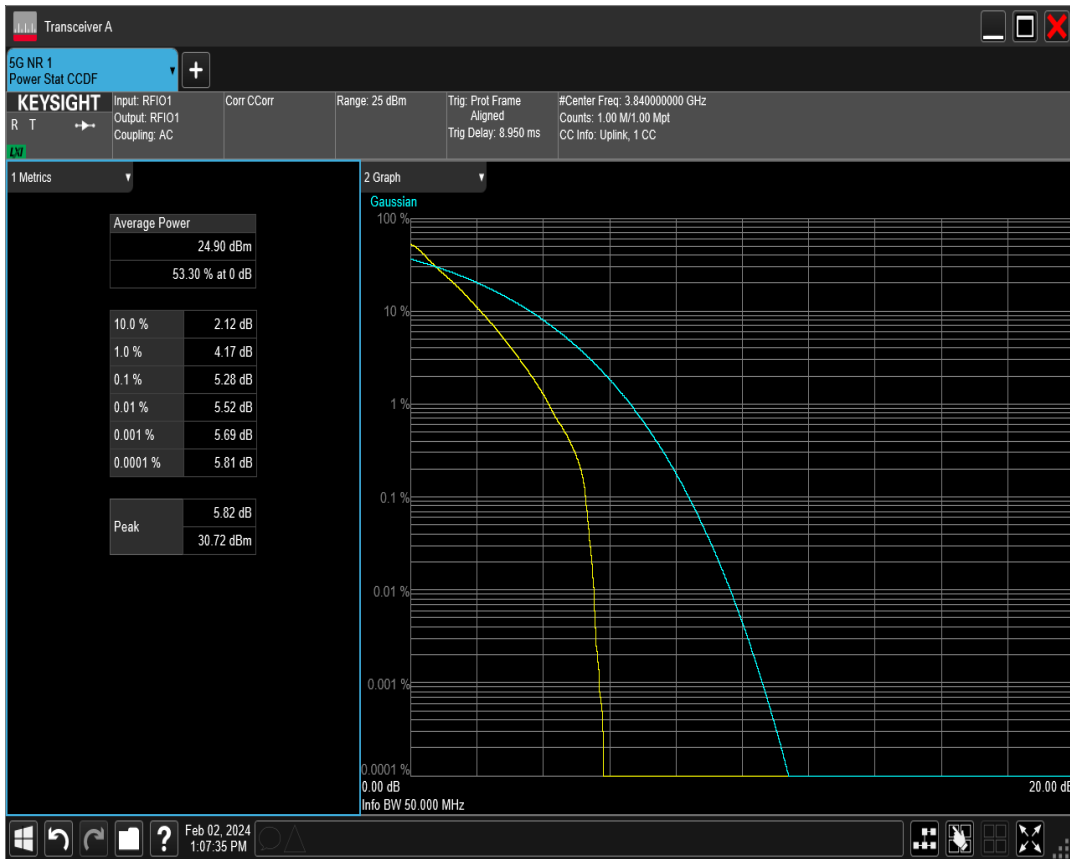 Transceiver A
5G NR 1
Power Stat CCDF
+
KEYSIGHT
R T
LXI
Input: RFIO1
Output: RFIO1
Coupling: AC
Corr CCorr
Range: 25 dBm
Trig: Prot Frame
Aligned
Trig Delay: 8.950 ms
#Center Freq: 3.840000000 GHz
Counts: 1.00 M/1.00 Mpt
CC Info: Uplink, 1 CC
1 Metrics
Average Power
24.90 dBm
53.30 % at 0 dB
10.0 % 2.12 dB
1.0 % 4.17 dB
0.1 % 5.28 dB
0.01 % 5.52 dB
0.001 % 5.69 dB
0.0001 % 5.81 dB
Peak
5.82 dB
30.72 dBm
2 Graph
Gaussian
100 %
10 %
1 %
0.1 %
0.01 %
0.001 %
0.0001 %
0.00 dB
20.00 dB
Info BW 50.000 MHz
?
Feb 02, 2024
1:07:35 PM